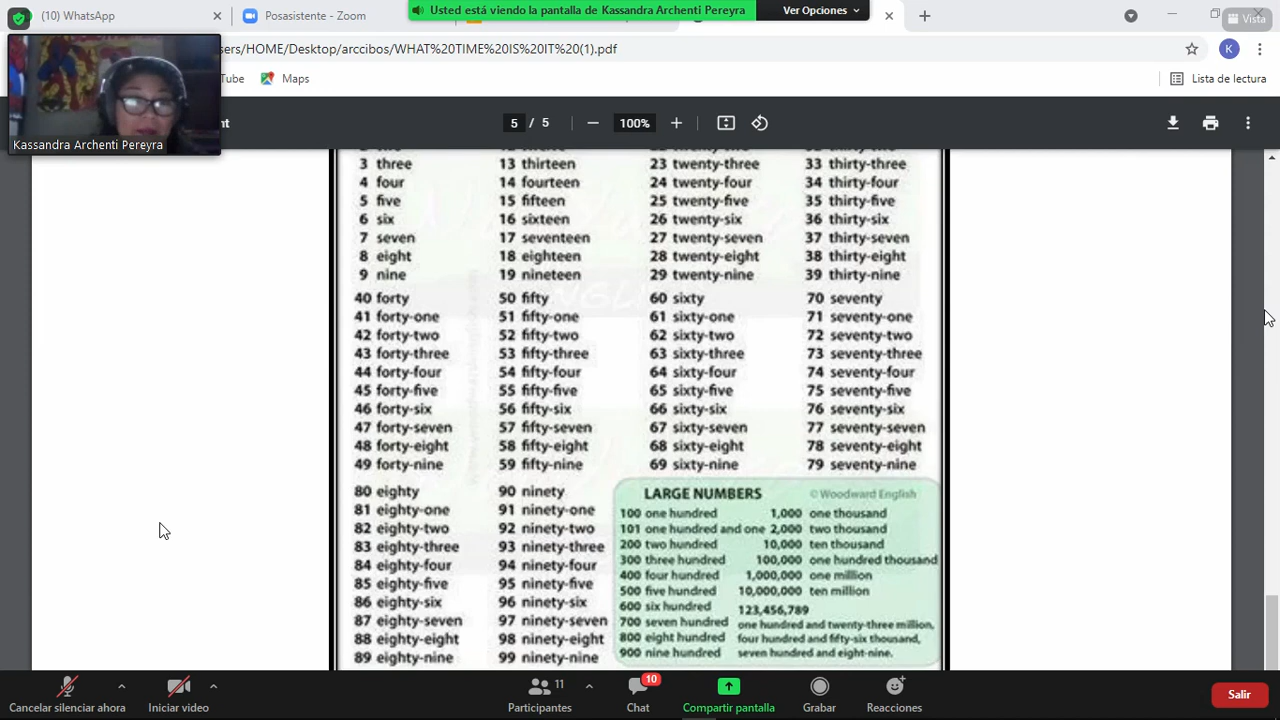 (10) WhatsApp
Posasistente - Zoom
Usted está viendo la pantalla de Kassandra Archenti Pereyra
Ver Opciones
Vista
ers/HOME/Desktop/arccibos/WHAT%20TIME%20IS%20IT%20(1).pdf
K
Tube
Maps
Lista de lectura
Kassandra Archenti Pereyra
nt
5 / 5
100%
3 three 13 thirteen 23 twenty-three 33 thirty-three
4 four 14 fourteen 24 twenty-four 34 thirty-four
5 five 15 fifteen 25 twenty-five 35 thirty-five
6 six 16 sixteen 26 twenty-six 36 thirty-six
7 seven 17 seventeen 27 twenty-seven 37 thirty-seven
8 eight 18 eighteen 28 twenty-eight 38 thirty-eight
9 nine 19 nineteen 29 twenty-nine 39 thirty-nine
40 forty 50 fifty 60 sixty 70 seventy
41 forty-one 51 fifty-one 61 sixty-one 71 seventy-one
42 forty-two 52 fifty-two 62 sixty-two 72 seventy-two
43 forty-three 53 fifty-three 63 sixty-three 73 seventy-three
44 forty-four 54 fifty-four 64 sixty-four 74 seventy-four
45 forty-five 55 fifty-five 65 sixty-five 75 seventy-five
46 forty-six 56 fifty-six 66 sixty-six 76 seventy-six
47 forty-seven 57 fifty-seven 67 sixty-seven 77 seventy-seven
48 forty-eight 58 fifty-eight 68 sixty-eight 78 seventy-eight
49 forty-nine 59 fifty-nine 69 sixty-nine 79 seventy-nine
80 eighty 90 ninety
81 eighty-one 91 ninety-one
82 eighty-two 92 ninety-two
83 eighty-three 93 ninety-three
84 eighty-four 94 ninety-four
85 eighty-five 95 ninety-five
86 eighty-six 96 ninety-six
87 eighty-seven 97 ninety-seven
88 eighty-eight 98 ninety-eight
89 eighty-nine 99 ninety-nine
LARGE NUMBERS © Woodward English
100 one hundred 1,000 one thousand
101 one hundred and one 2,000 two thousand
200 two hundred 10,000 ten thousand
300 three hundred 100,000 one hundred thousand
400 four hundred 1,000,000 one million
500 five hundred 10,000,000 ten million
600 six hundred 123,456,789
700 seven hundred one hundred and twenty-three million,
800 eight hundred four hundred and fifty-six thousand,
900 nine hundred seven hundred and eight-nine.
11
10
Cancelar silenciar ahora
Iniciar video
Participantes
Chat
Compartir pantalla
Grabar
Reacciones
Salir